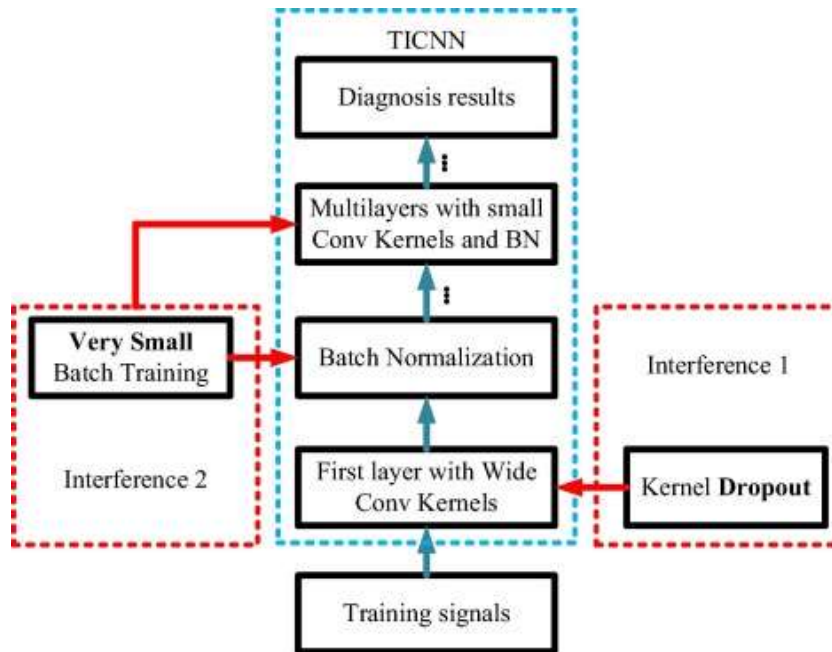 TICNN
Diagnosis results
Multilayers with small
Conv Kernels and BN
Very Small
Batch Training
Batch Normalization
Interference 1
Interference 2
First layer with Wide
Conv Kernels
Kernel Dropout
Training signals